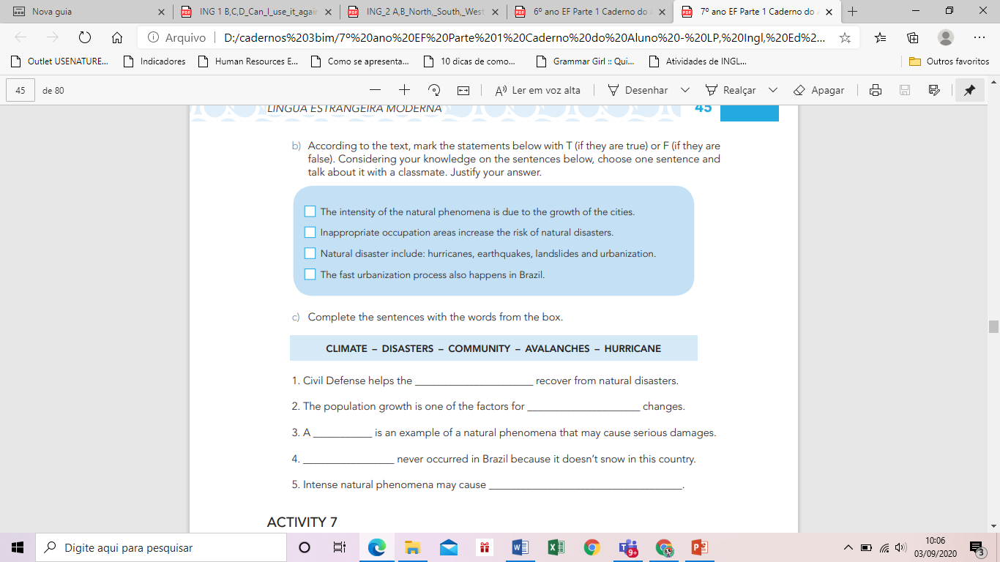 Nova guia
ING 1 B,C,D_Can_I_use_it_agair
ING_2 A,B_North,_South,_West
6º ano EF Parte 1 Caderno do A
7º ano EF Parte 1 Caderno do A
Arquivo
D:/cadernos%203bim/7º%20ano%20EF%20Parte%201%20Caderno%20do%20Aluno%20-%20LP,%20Ingl,%20Ed%2...
Outlet USENATURE...
Indicadores
Human Resources E...
Como se apresenta...
10 dicas de como...
Grammar Girl :: Qui...
Atividades de INGL...
Outros favoritos
45 de 80
Ler em voz alta
Desenhar
Realçar
Apagar
LÍNGUA ESTRANGEIRA MODERNA 45
b) According to the text, mark the statements below with T (if they are true) or F (if they are
false). Considering your knowledge on the sentences below, choose one sentence and
talk about it with a classmate. Justify your answer.
The intensity of the natural phenomena is due to the growth of the cities.
Inappropriate occupation areas increase the risk of natural disasters.
Natural disaster include: hurricanes, earthquakes, landslides and urbanization.
The fast urbanization process also happens in Brazil.
c) Complete the sentences with the words from the box.
CLIMATE – DISASTERS – COMMUNITY – AVALANCHES – HURRICANE
1. Civil Defense helps the ____________________ recover from natural disasters.
2. The population growth is one of the factors for ___________________ changes.
3. A __________ is an example of a natural phenomena that may cause serious damages.
4. ________________ never occurred in Brazil because it doesn't snow in this country.
5. Intense natural phenomena may cause _________________________________.
ACTIVITY 7
Digite aqui para pesquisar
9+
10:06
03/09/2020
3